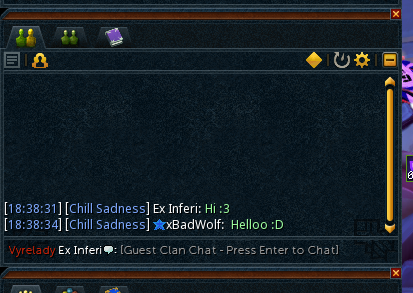 [18:38:31] [Chill Sadness] Ex Inferi: Hi :3
[18:38:34] [Chill Sadness] xBadWolf: Helloo :D
Vyrelady Ex Inferi: [Guest Clan Chat - Press Enter to Chat]